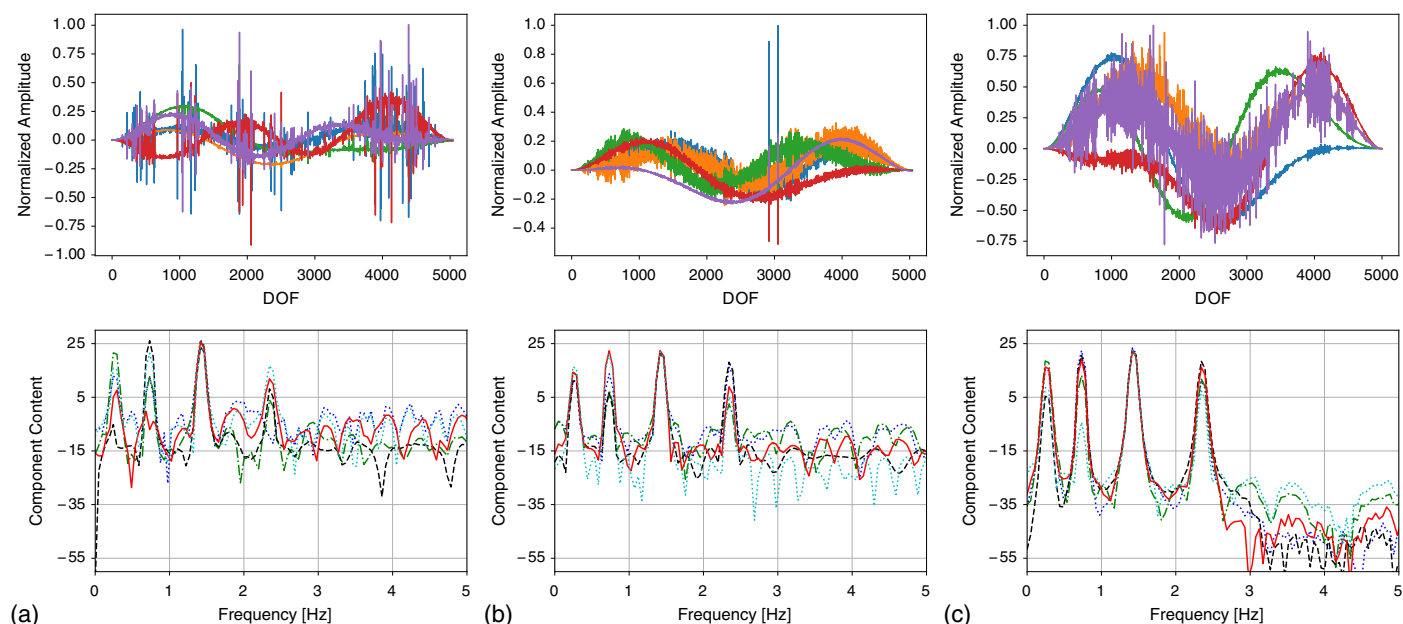 1.00
0.75
0.50
0.25
0.00
−0.25
−0.50
−0.75
−1.00
Normalized Amplitude
0 1000 2000 3000 4000 5000
DOF
1.0
0.8
0.6
0.4
0.2
0.0
−0.2
−0.4
Normalized Amplitude
0 1000 2000 3000 4000 5000
DOF
1.00
0.75
0.50
0.25
0.00
−0.25
−0.50
−0.75
Normalized Amplitude
0 1000 2000 3000 4000 5000
DOF
25
5
−15
−35
−55
Component Content
0 1 2 3 4 5
Frequency [Hz]
(a)
25
5
−15
−35
−55
Component Content
0 1 2 3 4 5
Frequency [Hz]
(b)
25
5
−15
−35
−55
Component Content
0 1 2 3 4 5
Frequency [Hz]
(c)